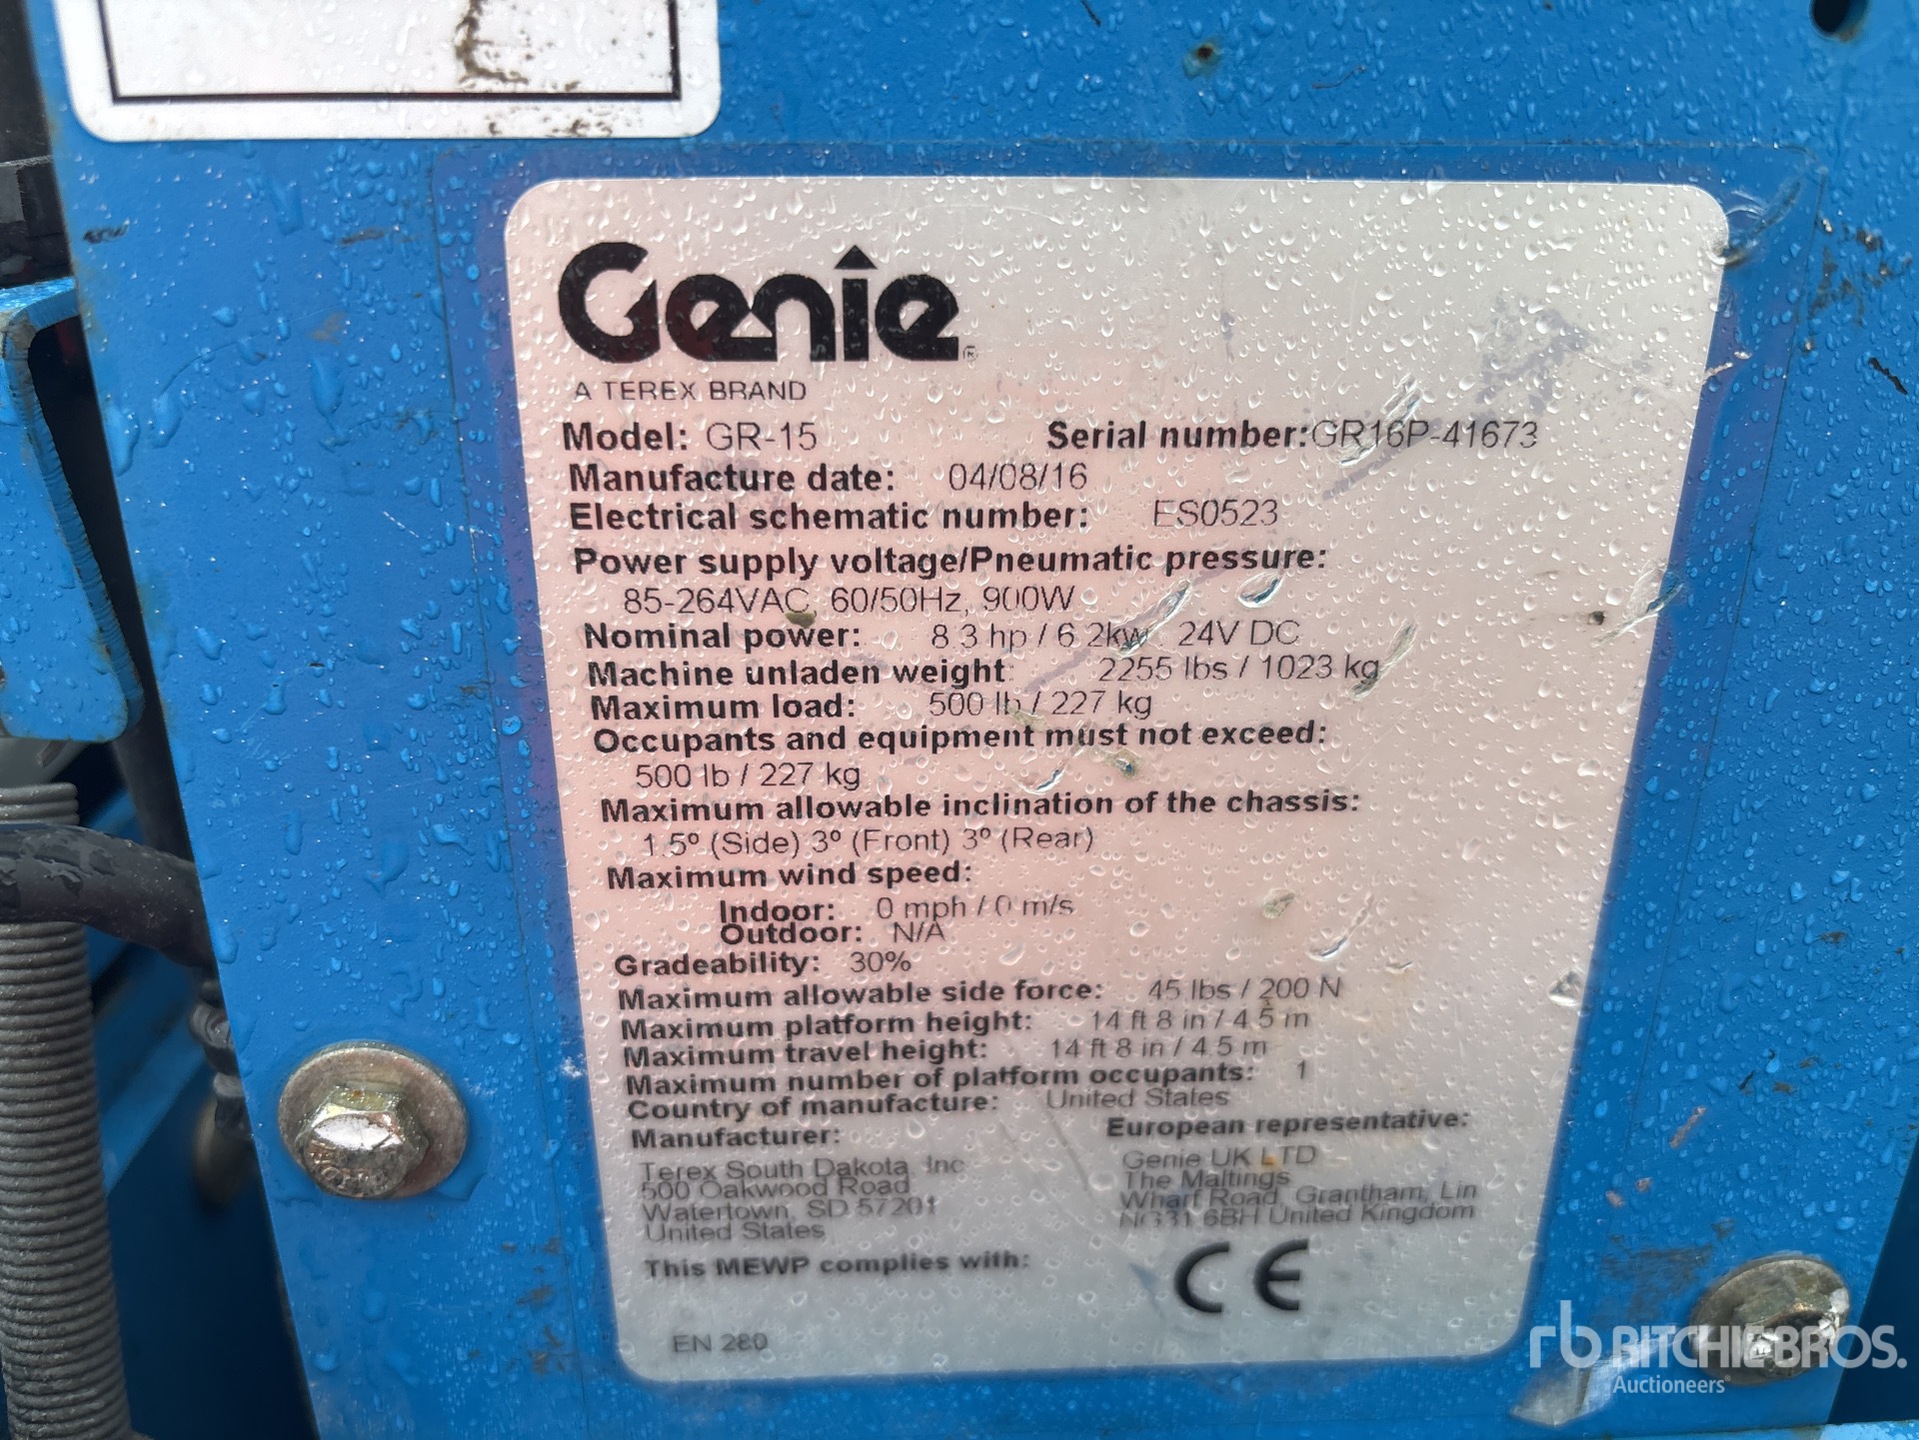 Genie
A TEREX BRAND
Model: GR-15 Serial number:GR16P-41673
Manufacture date: 04/08/16
Electrical schematic number: ES0523
Power supply voltage/Pneumatic pressure:
85-264VAC, 60/50Hz, 900W
Nominal power: 8.3 hp / 6.2kw, 24V DC
Machine unladen weight: 2255 lbs / 1023 kg
Maximum load: 500 lb / 227 kg
Occupants and equipment must not exceed:
500 lb / 227 kg
Maximum allowable inclination of the chassis:
1.5º (Side) 3º (Front) 3º (Rear)
Maximum wind speed:
Indoor: 0 mph / 0 m/s
Outdoor: N/A
Gradeability: 30%
Maximum allowable side force: 45 lbs / 200 N
Maximum platform height: 14 ft 8 in / 4.5 m
Maximum travel height: 14 ft 8 in / 4.5 m
Maximum number of platform occupants: 1
Country of manufacture: United States
Manufacturer:
Terex South Dakota, Inc
500 Oakwood Road
Watertown, SD 57201
United States
European representative:
Genie UK LTD
The Maltings
Wharf Road, Grantham, Lin
NG31 6BH United Kingdom
This MEWP complies with:
CE
EN 280
rb RITCHIE BROS.
Auctioneers